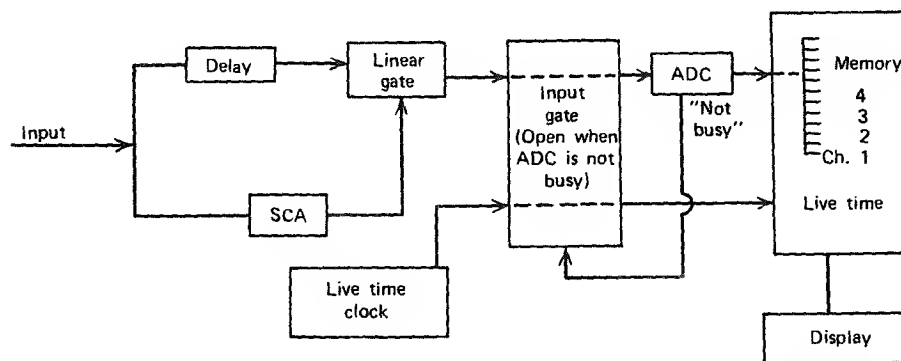 Input
Delay
Linear
gate
SCA
Live time
clock
Input
gate
(Open when
ADC is not
busy)
ADC
"Not
busy"
Memory
4
3
2
Ch. 1
Live time
Display